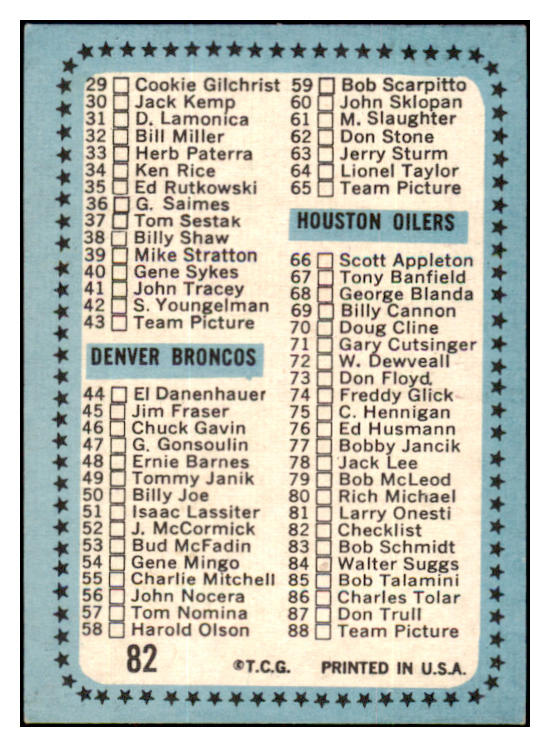 29 Cookie Gilchrist
30 Jack Kemp
31 D. Lamonica
32 Bill Miller
33 Herb Paterra
34 Ken Rice
35 Ed Rutkowski
36 G. Saimes
37 Tom Sestak
38 Billy Shaw
39 Mike Stratton
40 Gene Sykes
41 John Tracey
42 S. Youngelman
43 Team Picture
DENVER BRONCOS
44 El Danenhauer
45 Jim Fraser
46 Chuck Gavin
47 G. Gonsoulin
48 Ernie Barnes
49 Tommy Janik
50 Billy Joe
51 Isaac Lassiter
52 J. McCormick
53 Bud McFadin
54 Gene Mingo
55 Charlie Mitchell
56 John Nocera
57 Tom Nomina
58 Harold Olson
59 Bob Scarpitto
60 John Sklopan
61 M. Slaughter
62 Don Stone
63 Jerry Sturm
64 Lionel Taylor
65 Team Picture
HOUSTON OILERS
66 Scott Appleton
67 Tony Banfield
68 George Blanda
69 Billy Cannon
70 Doug Cline
71 Gary Cutsinger
72 W. Dewveall
73 Don Floyd
74 Freddy Glick
75 C. Hennigan
76 Ed Husmann
77 Bobby Jancik
78 Jack Lee
79 Bob McLeod
80 Rich Michael
81 Larry Onesti
82 Checklist
83 Bob Schmidt
84 Walter Suggs
85 Bob Talamini
86 Charles Tolar
87 Don Trull
88 Team Picture
82 ©T.C.G. PRINTED IN U.S.A.